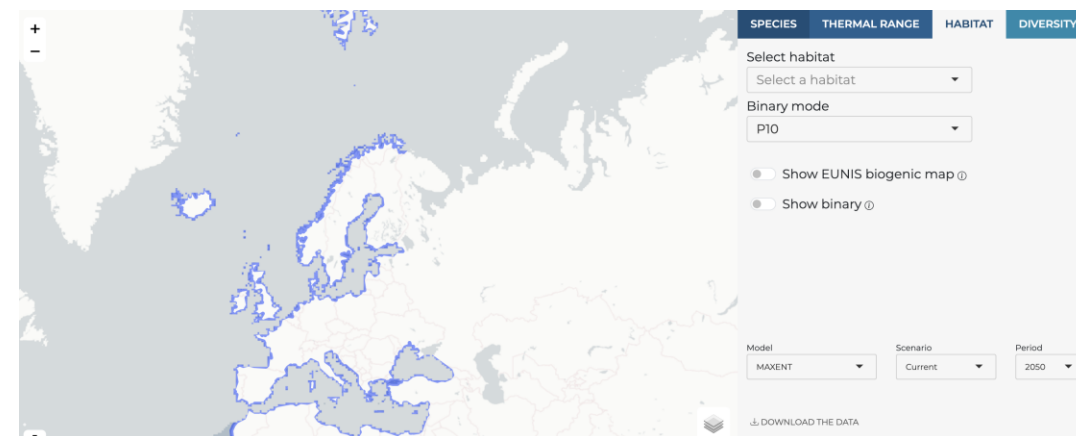 +
−
SPECIES THERMAL RANGE HABITAT DIVERSITY
Select habitat
Select a habitat
Binary mode
P10
Show EUNIS biogenic map
Show binary
Model Scenario Period
MAXENT Current 2050
DOWNLOAD THE DATA